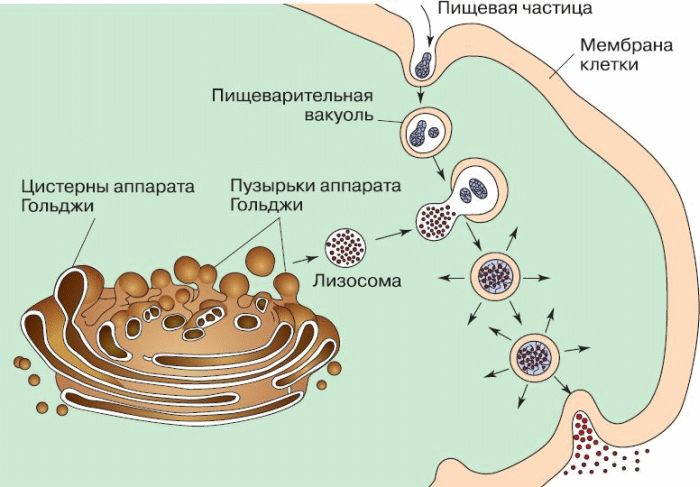 Пищевая частица
Мембрана
клетки
Пищеварительная
вакуоль
Цистерны аппарата
Гольджи
Пузырьки аппарата
Гольджи
Лизосома